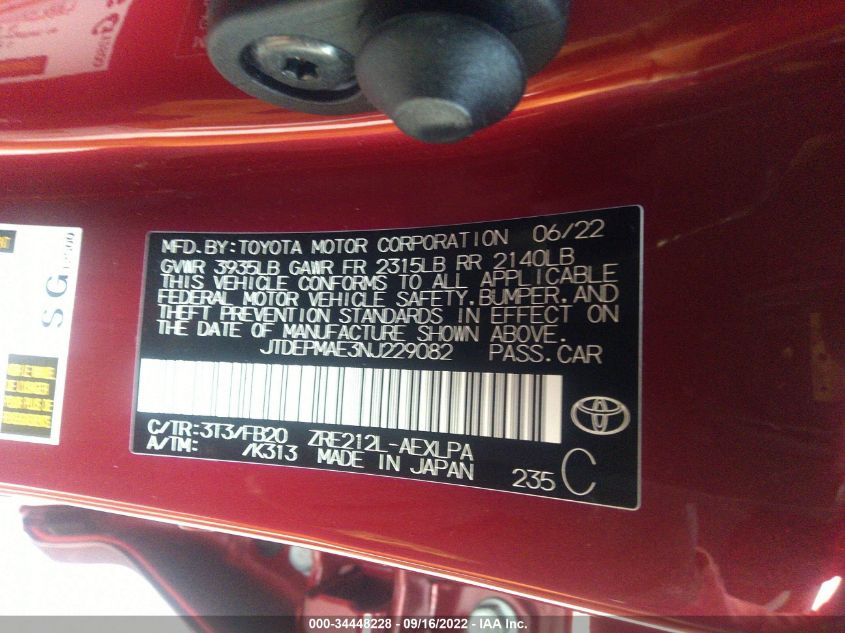 MFD. BY: TOYOTA MOTOR CORPORATION 06/22
GVWR 3935LB GAWR FR 2315LB RR 2140LB
THIS VEHICLE CONFORMS TO ALL APPLICABLE
FEDERAL MOTOR VEHICLE SAFETY, BUMPER, AND
THEFT PREVENTION STANDARDS IN EFFECT ON
THE DATE OF MANUFACTURE SHOWN ABOVE.
JTDEPMAE3NJ229082 PASS. CAR
C/TR: 3T3/FB20 ZRE212L-AEXLPA
A/TM: /K313 MADE IN JAPAN
235 C
SG
000-34448228 - 09/16/2022 - IAA Inc.